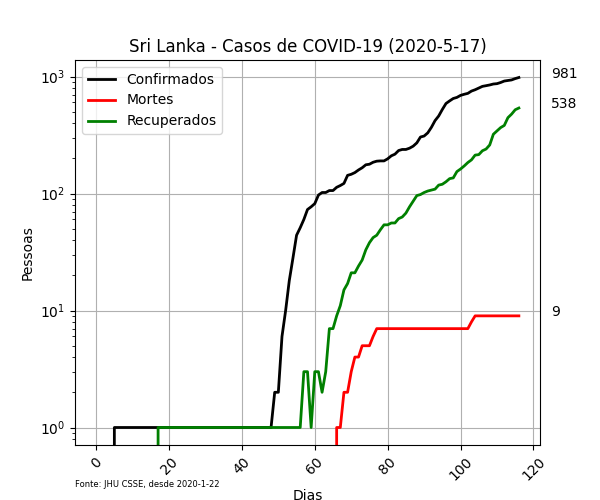 Sri Lanka - Casos de COVID-19 (2020-5-17)
Confirmados
Mortes
Recuperados
10³
10²
10¹
10⁰
Pessoas
981
538
9
0 20 40 60 80 100 120
Fonte: JHU CSSE, desde 2020-1-22
Dias